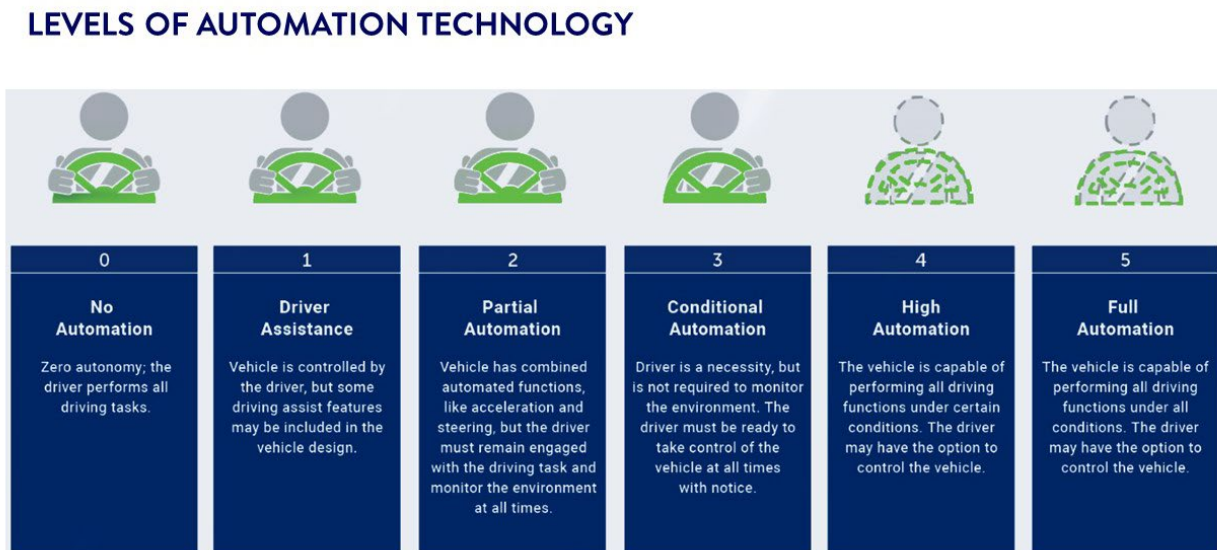 LEVELS OF AUTOMATION TECHNOLOGY
0
No
Automation
Zero autonomy; the
driver performs all
driving tasks.
1
Driver
Assistance
Vehicle is controlled by
the driver, but some
driving assist features
may be included in the
vehicle design.
2
Partial
Automation
Vehicle has combined
automated functions,
like acceleration and
steering, but the driver
must remain engaged
with the driving task and
monitor the environment
at all times.
3
Conditional
Automation
Driver is a necessity, but
is not required to monitor
the environment. The
driver must be ready to
take control of the
vehicle at all times
with notice.
4
High
Automation
The vehicle is capable of
performing all driving
functions under certain
conditions. The driver
may have the option to
control the vehicle.
5
Full
Automation
The vehicle is capable of
performing all driving
functions under all
conditions. The driver
may have the option to
control the vehicle.